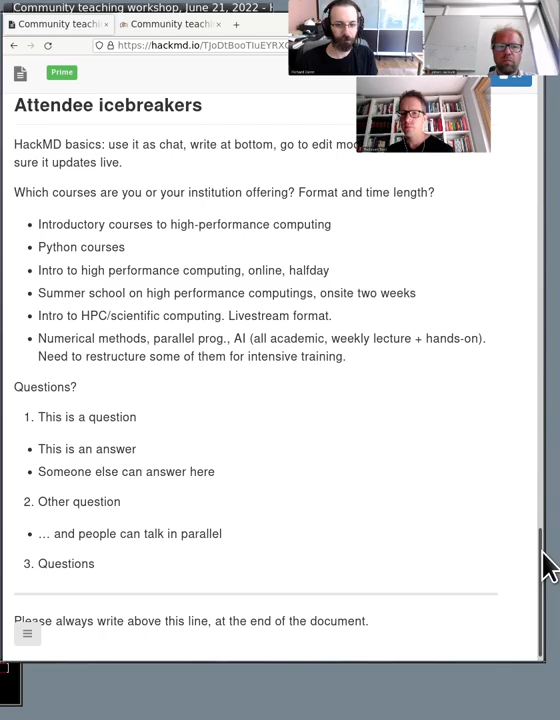 Community teaching workshop, June 21, 2022 - H
Community teachi
Community teachi
https://hackmd.io/TJoDtBooTIuEYRXC
Prime
Attendee icebreakers
HackMD basics: use it as chat, write at bottom, go to edit mod
sure it updates live.
Which courses are you or your institution offering? Format and time length?
• Introductory courses to high-performance computing
• Python courses
• Intro to high performance computing, online, halfday
• Summer school on high performance computings, onsite two weeks
• Intro to HPC/scientific computing. Livestream format.
• Numerical methods, parallel prog., AI (all academic, weekly lecture + hands-on).
Need to restructure some of them for intensive training.
Questions?
1. This is a question
• This is an answer
• Someone else can answer here
2. Other question
• … and people can talk in parallel
3. Questions
Please always write above this line, at the end of the document.